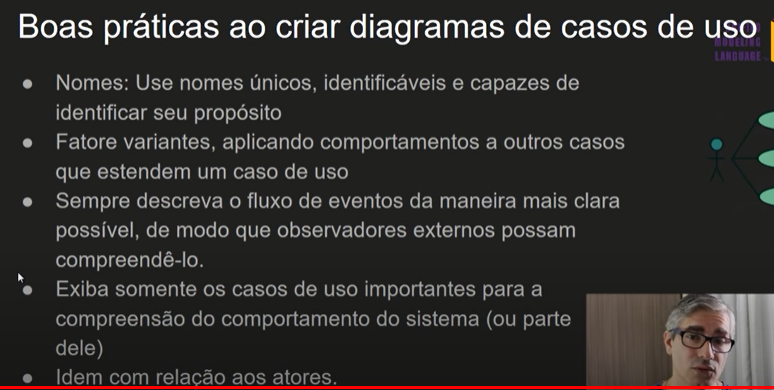 Boas práticas ao criar diagramas de casos de uso
MODELING
LANGUAGE
● Nomes: Use nomes únicos, identificáveis e capazes de
identificar seu propósito
● Fatore variantes, aplicando comportamentos a outros casos
que estendem um caso de uso
● Sempre descreva o fluxo de eventos da maneira mais clara
possível, de modo que observadores externos possam
compreendê-lo.
● Exiba somente os casos de uso importantes para a
compreensão do comportamento do sistema (ou parte
dele)
● Idem com relação aos atores.